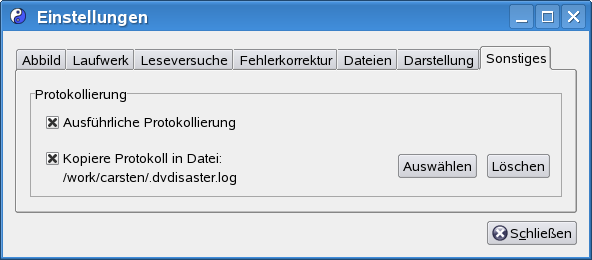 Einstellungen
Abbild Laufwerk Leseversuche Fehlerkorrektur Dateien Darstellung Sonstiges
Protokollierung
Ausführliche Protokollierung
Kopiere Protokoll in Datei: Auswählen Löschen
/work/carsten/.dvdisaster.log
Schließen